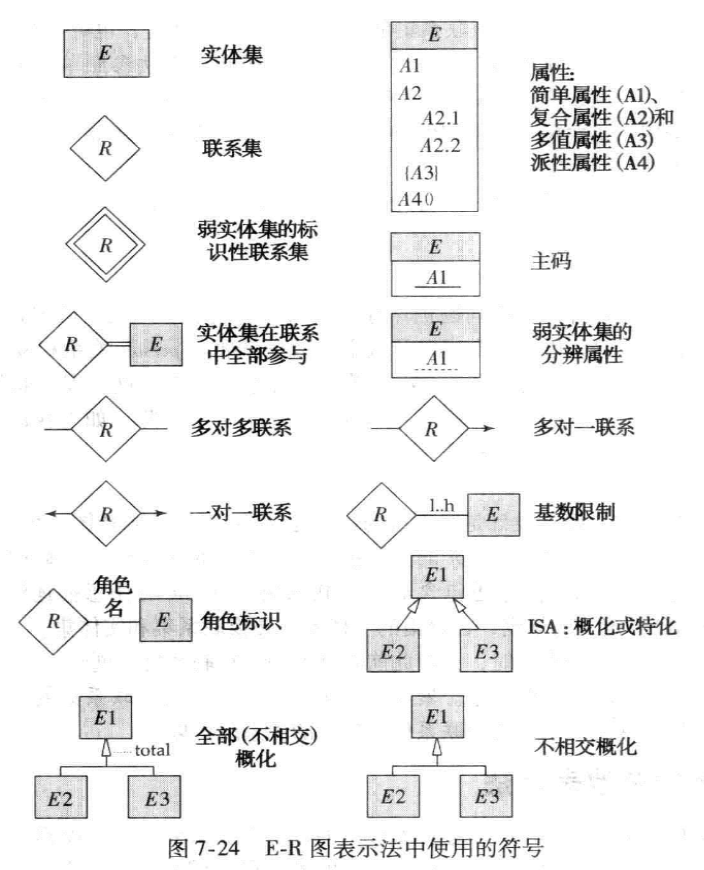 E
实体集
R
联系集
R
弱实体集的标
识性联系集
R
E
实体集在联系
中全部参与
R
多对多联系
R
一对一联系
R
角色
名
E
角色标识
E1
total
E2
E3
全部(不相交)
概化
E
A1
A2
A2.1
A2.2
{A3}
A4()
属性:
简单属性(A1)、
复合属性(A2)和
多值属性(A3)
派性属性(A4)
E
A1
主码
E
A1
弱实体集的
分辨属性
R
多对一联系
R
l..h
E
基数限制
E1
E2
E3
ISA:概化或特化
E1
E2
E3
不相交概化
图 7-24 E-R 图表示法中使用的符号